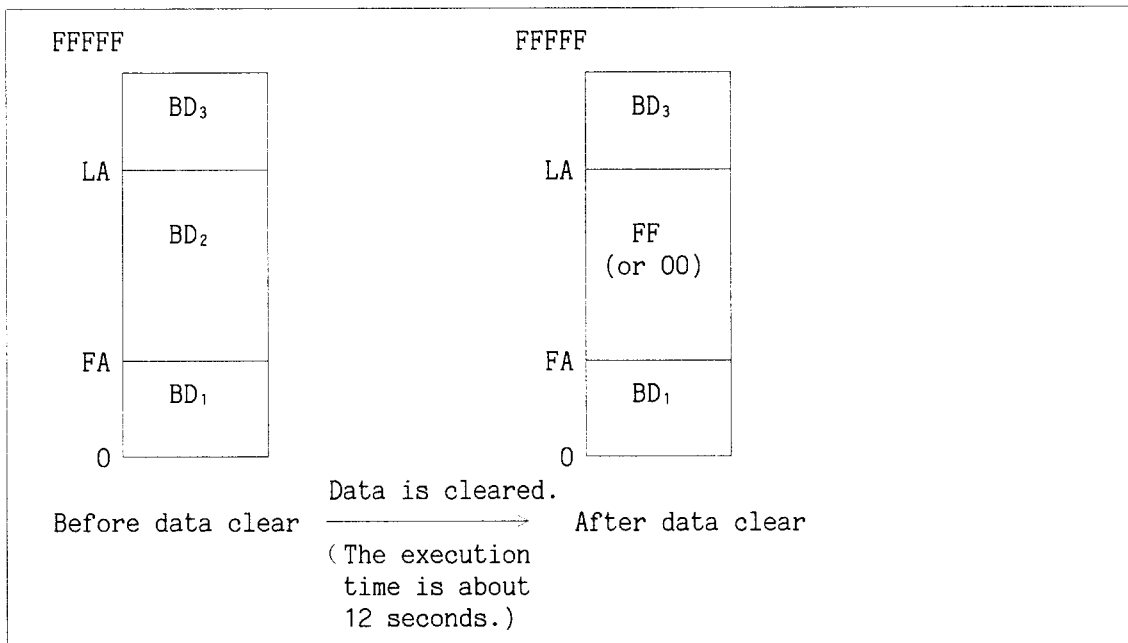 FFFFF FFFFF
BD₃ BD₃
LA LA
BD₂ FF
(or 00)
FA FA
BD₁ BD₁
0 0
Data is cleared.
Before data clear After data clear
(The execution
time is about
12 seconds.)